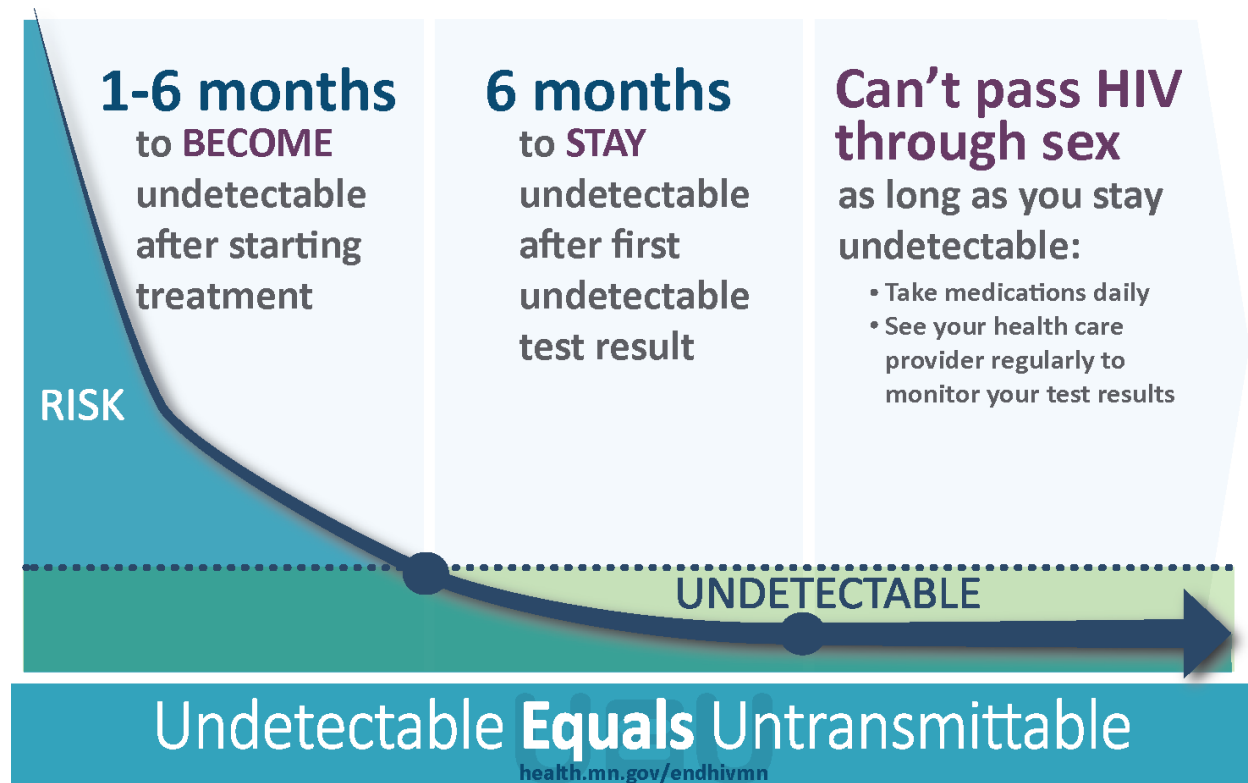 1-6 months
to BECOME
undetectable
after starting
treatment
6 months
to STAY
undetectable
after first
undetectable
test result
Can't pass HIV
through sex
as long as you stay
undetectable:
• Take medications daily
• See your health care
provider regularly to
monitor your test results
RISK
UNDETECTABLE
U=U
Undetectable Equals Untransmittable
health.mn.gov/endhivmn